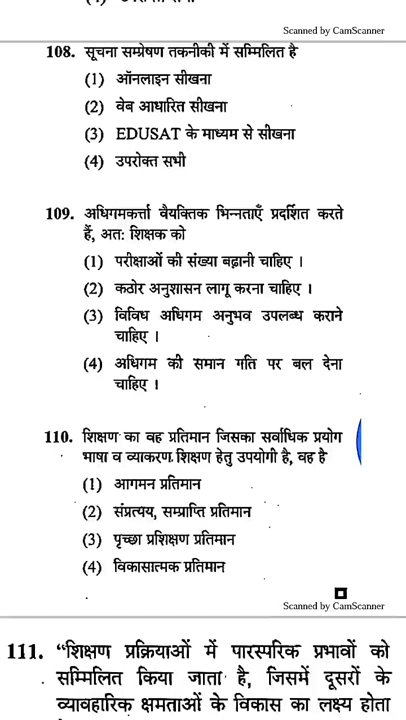 Scanned by CamScanner
108. सूचना सम्प्रेषण तकनीकी में सम्मिलित है
(1) ऑनलाइन सीखना
(2) वेब आधारित सीखना
(3) EDUSAT के माध्यम से सीखना
(4) उपरोक्त सभी
109. अधिगमकर्त्ता वैयक्तिक भिन्नताएँ प्रदर्शित करते
हैं, अतः शिक्षक को
(1) परीक्षाओं की संख्या बढ़ानी चाहिए ।
(2) कठोर अनुशासन लागू करना चाहिए ।
(3) विविध अधिगम अनुभव उपलब्ध कराने
चाहिए ।
(4) अधिगम की समान गति पर बल देना
चाहिए ।
110. शिक्षण का वह प्रतिमान जिसका सर्वाधिक प्रयोग
भाषा व व्याकरण शिक्षण हेतु उपयोगी है, वह है
(1) आगमन प्रतिमान
(2) संप्रत्यय, सम्प्राप्ति प्रतिमान
(3) पृच्छा प्रशिक्षण प्रतिमान
(4) विकासात्मक प्रतिमान
Scanned by CamScanner
111. “शिक्षण प्रक्रियाओं में पारस्परिक प्रभावों को
सम्मिलित किया जाता है, जिसमें दूसरों के
व्यावहारिक क्षमताओं के विकास का लक्ष्य होता